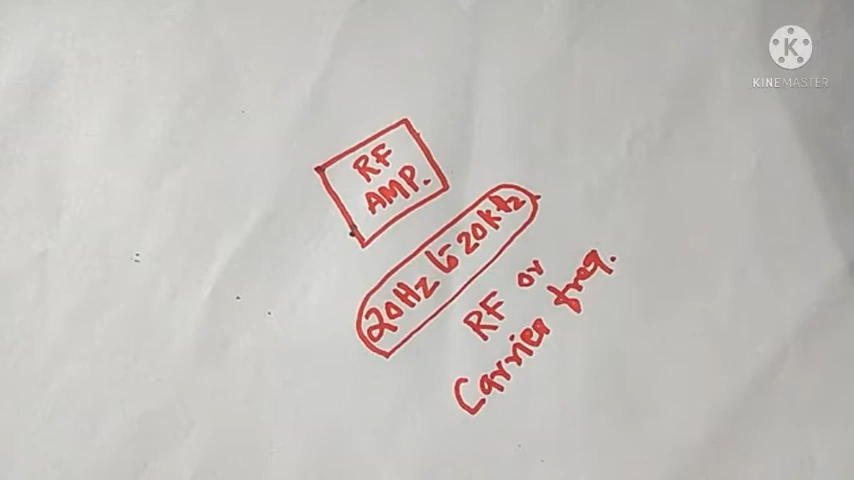 RF
AMP.
20Hz to 20kHz
RF or
Carrier freq.
K
KINEMASTER